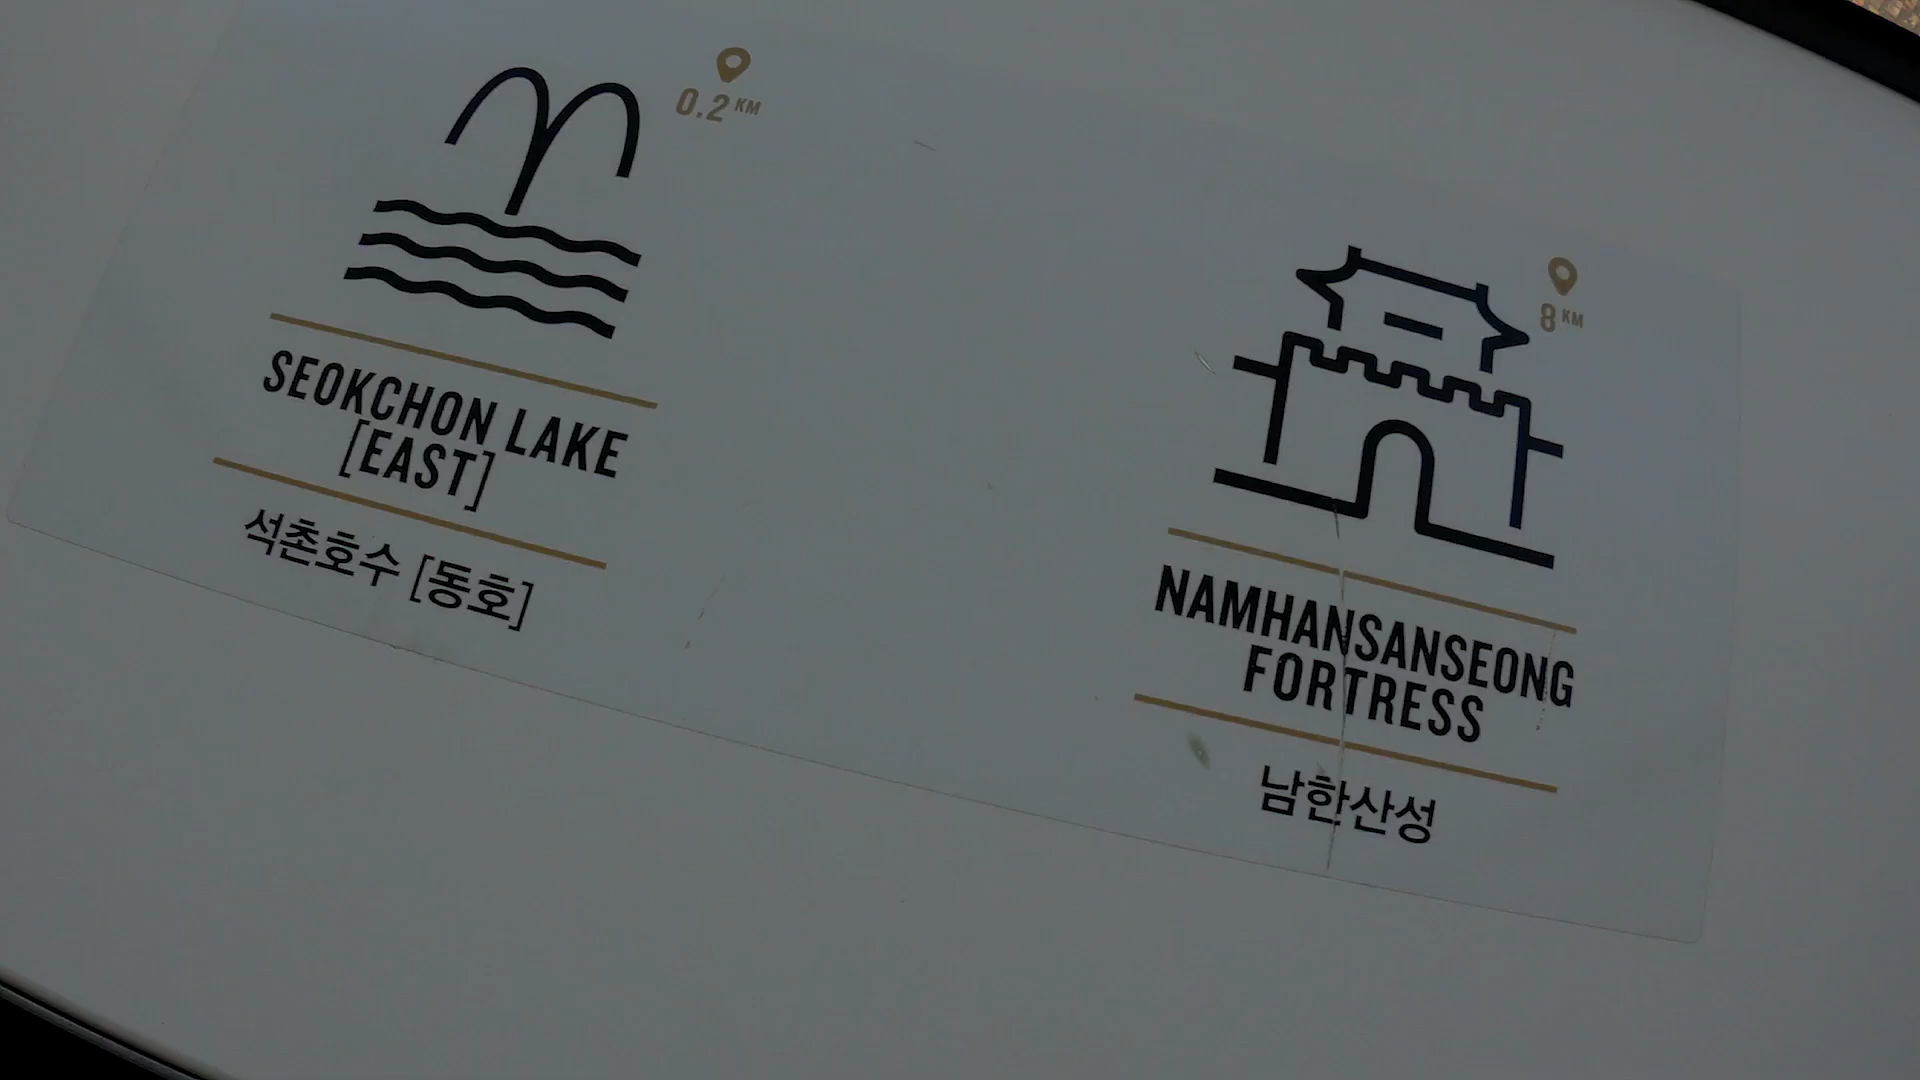 0.2 KM
SEOKCHON LAKE
[EAST]
석촌호수 [동호]
8 KM
NAMHANSANSEONG
FORTRESS
남한산성